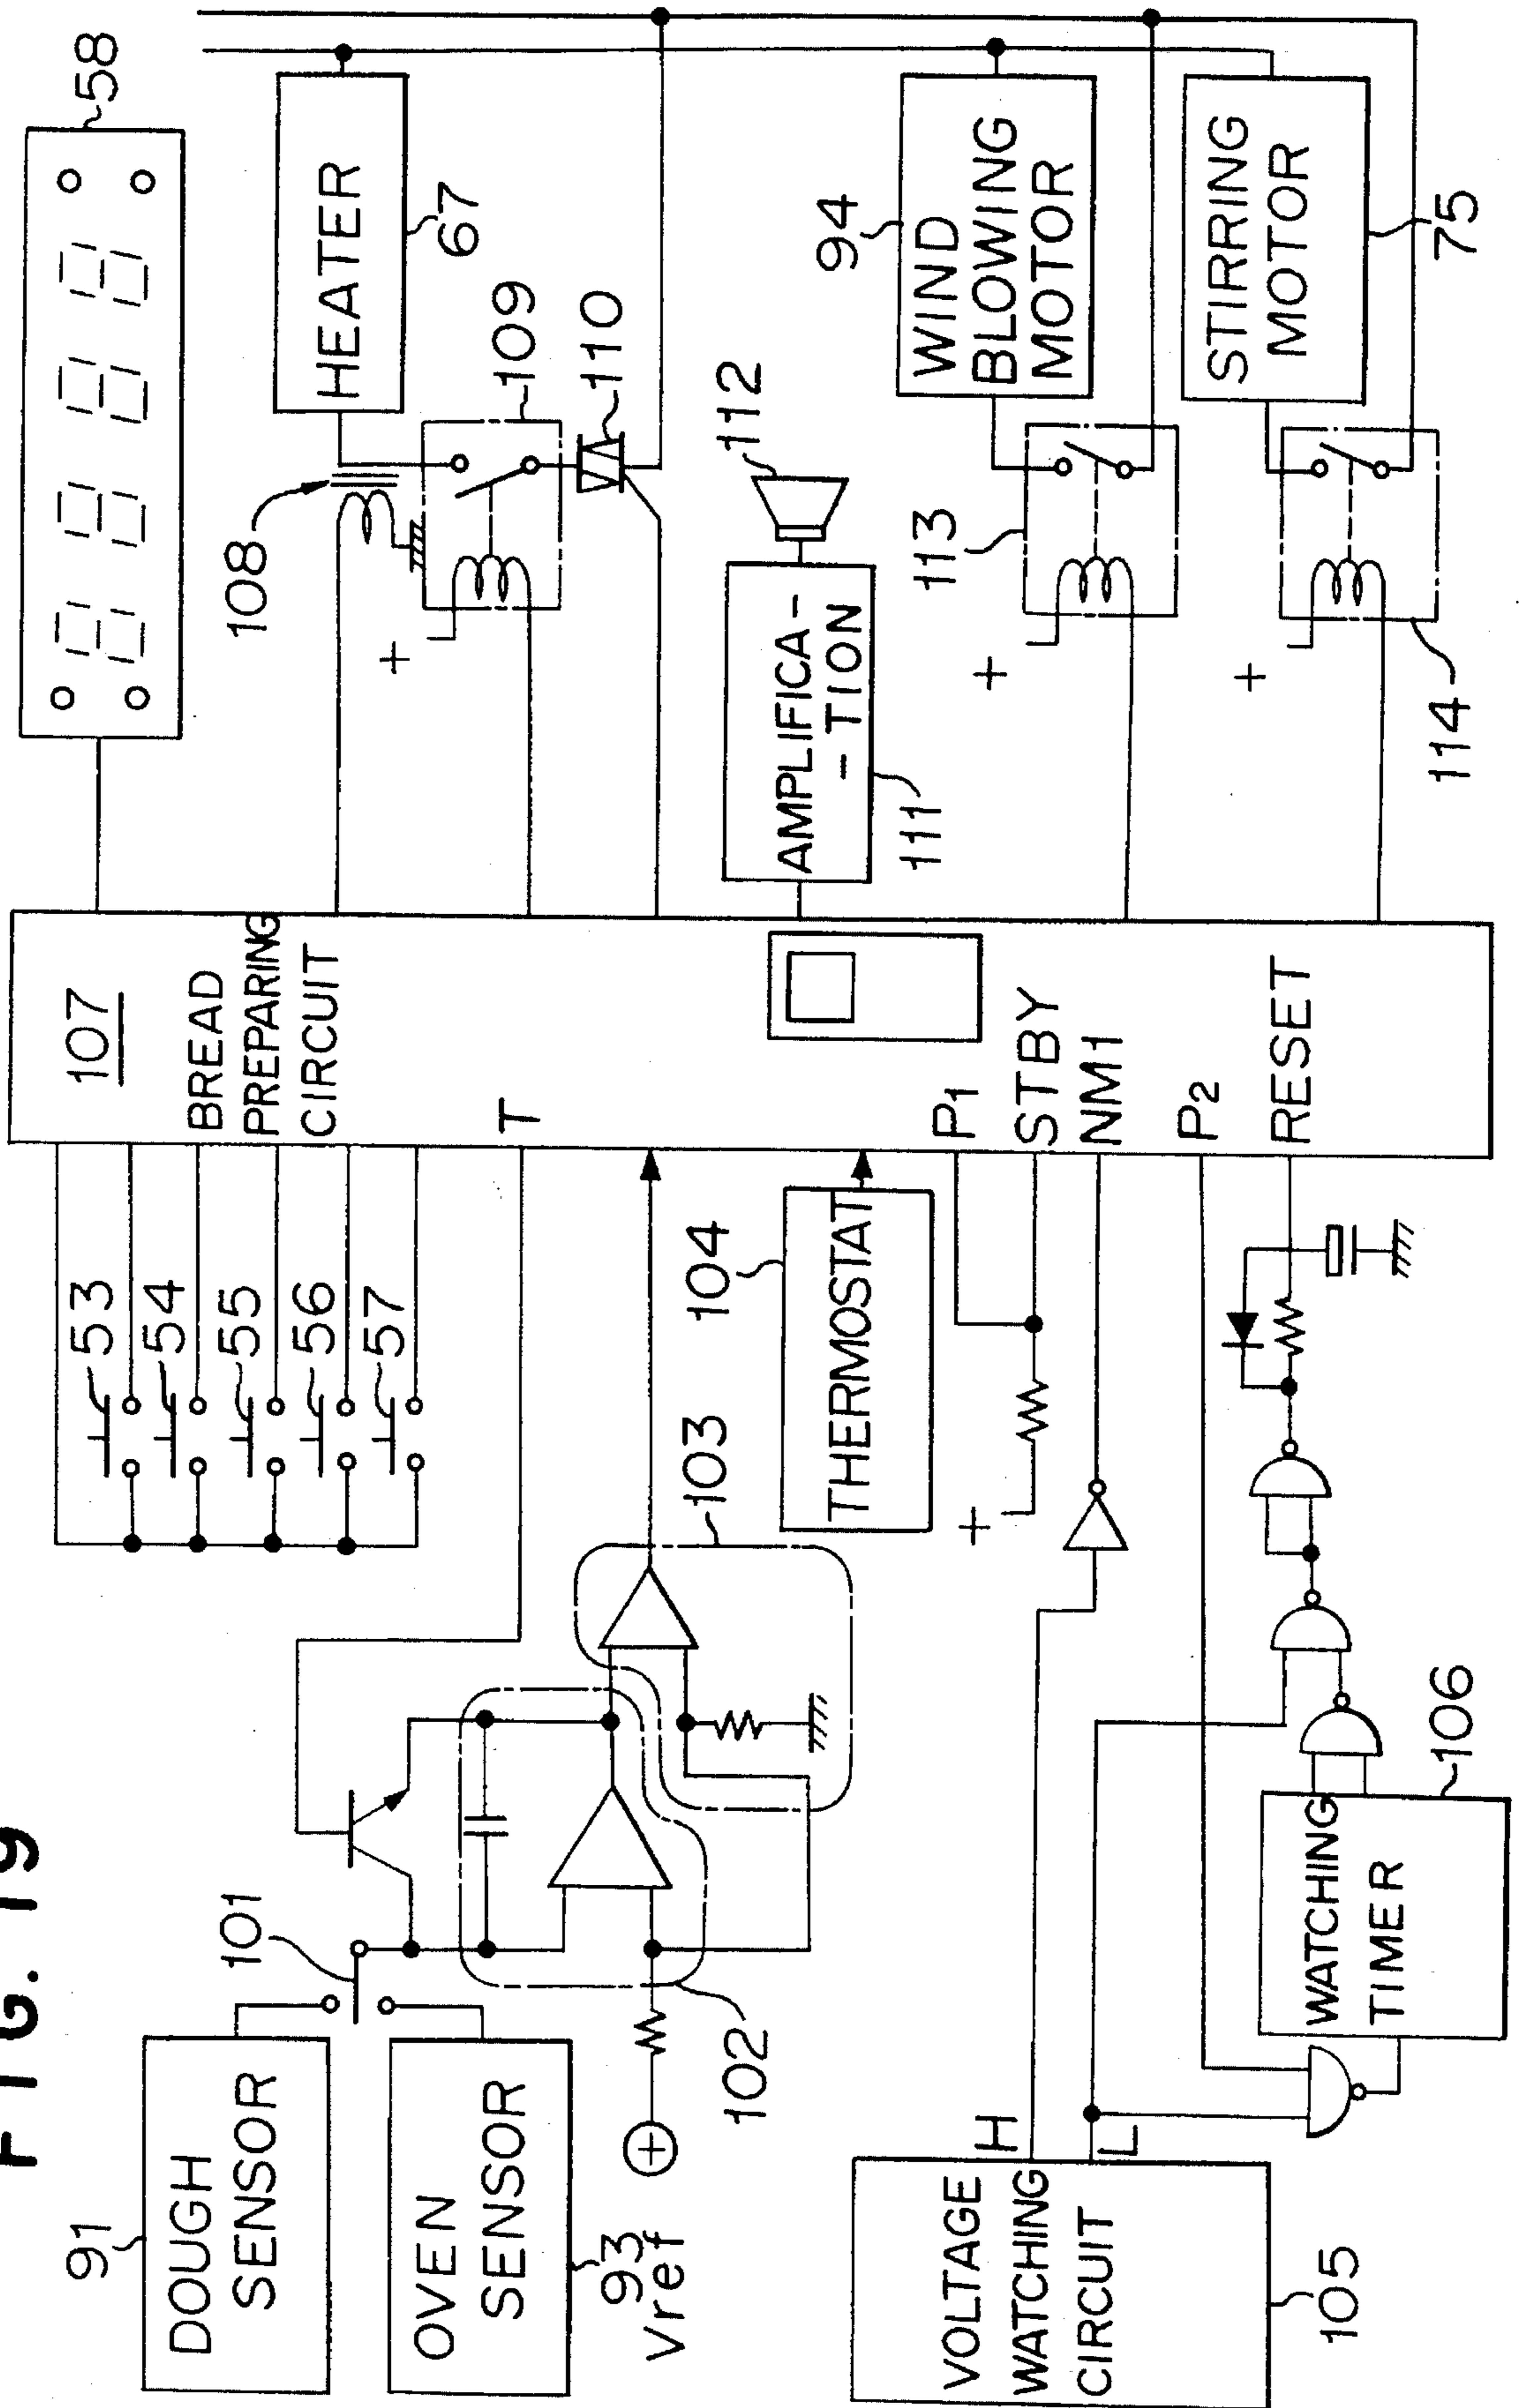 FIG. 19
91
DOUGH
SENSOR
OVEN
SENSOR
93
Vref
101
102
103
53
54
55
56
57
107
BREAD
PREPARING
CIRCUIT
T
104
THERMOSTAT
P1
STBY
NM1
P2
RESET
VOLTAGE
WATCHING
CIRCUIT
105
H
L
WATCHING
TIMER
106
58
HEATER
67
108
109
110
+
AMPLIFICA-
-TION
111
112
WIND
BLOWING
MOTOR
94
113
+
STIRRING
MOTOR
75
114
+
+
+